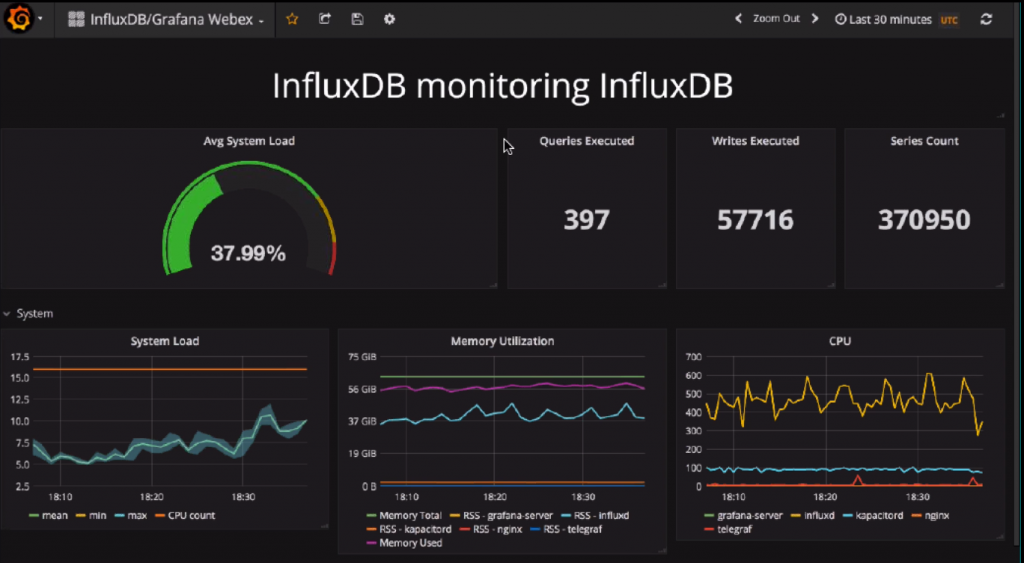 InfluxDB/Grafana Webex
Zoom Out
Last 30 minutes UTC
InfluxDB monitoring InfluxDB
Avg System Load
Queries Executed
Writes Executed
Series Count
37.99%
397
57716
370950
System
System Load
17.5
15.0
12.5
10.0
7.5
5.0
2.5
18:10 18:20 18:30
mean min max CPU count
Memory Utilization
75 GiB
56 GiB
37 GiB
19 GiB
0 B
18:10 18:20 18:30
Memory Total RSS - grafana-server RSS - influxd
RSS - kapacitord RSS - nginx RSS - telegraf
Memory Used
CPU
700
600
500
400
300
200
100
0
18:10 18:20 18:30
grafana-server influxd kapacitord nginx
telegraf